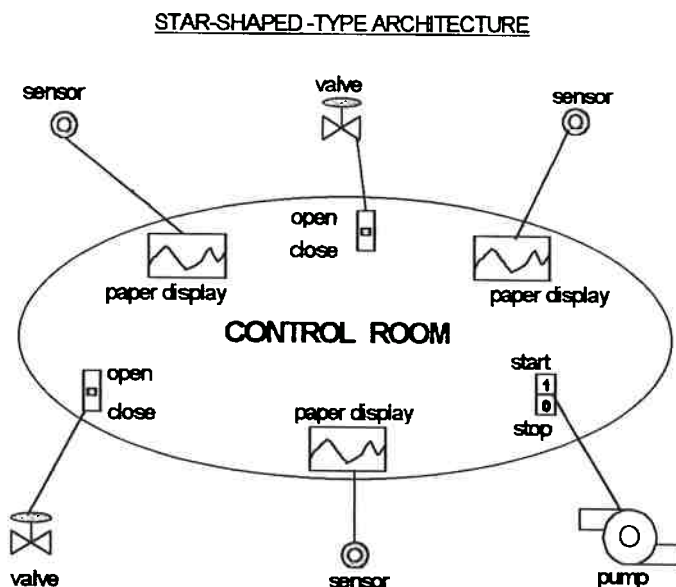 STAR-SHAPED -TYPE ARCHITECTURE
valve
sensor
sensor
open
close
paper display
paper display
CONTROL ROOM
open
close
paper display
start
1
0
stop
valve
sensor
pump